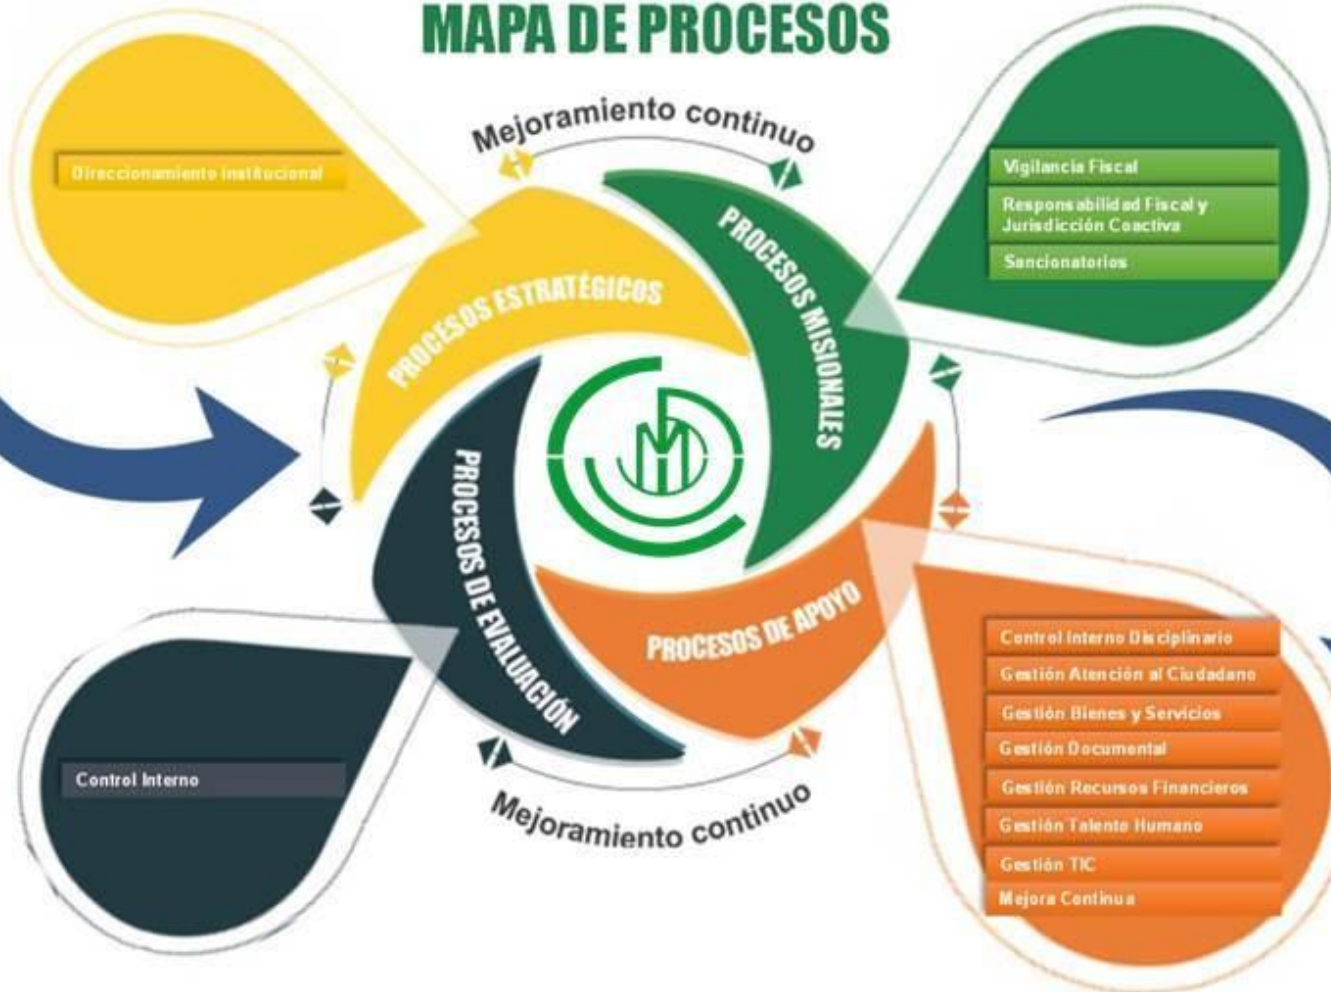 MAPA DE PROCESOS
Mejoramiento continuo
Direccionamiento Institucional
PROCESOS ESTRATÉGICOS
PROCESOS MISIONALES
Vigilancia Fiscal
Responsabilidad Fiscal y
Jurisdicción Coactiva
Sancionatorios
PROCESOS DE EVALUACIÓN
Control Interno
PROCESOS DE APOYO
Control Interno Disciplinario
Gestión Atención al Ciudadano
Gestión Bienes y Servicios
Gestión Documental
Gestión Recursos Financieros
Gestión Talento Humano
Gestión TIC
Mejora Continua
Mejoramiento continuo